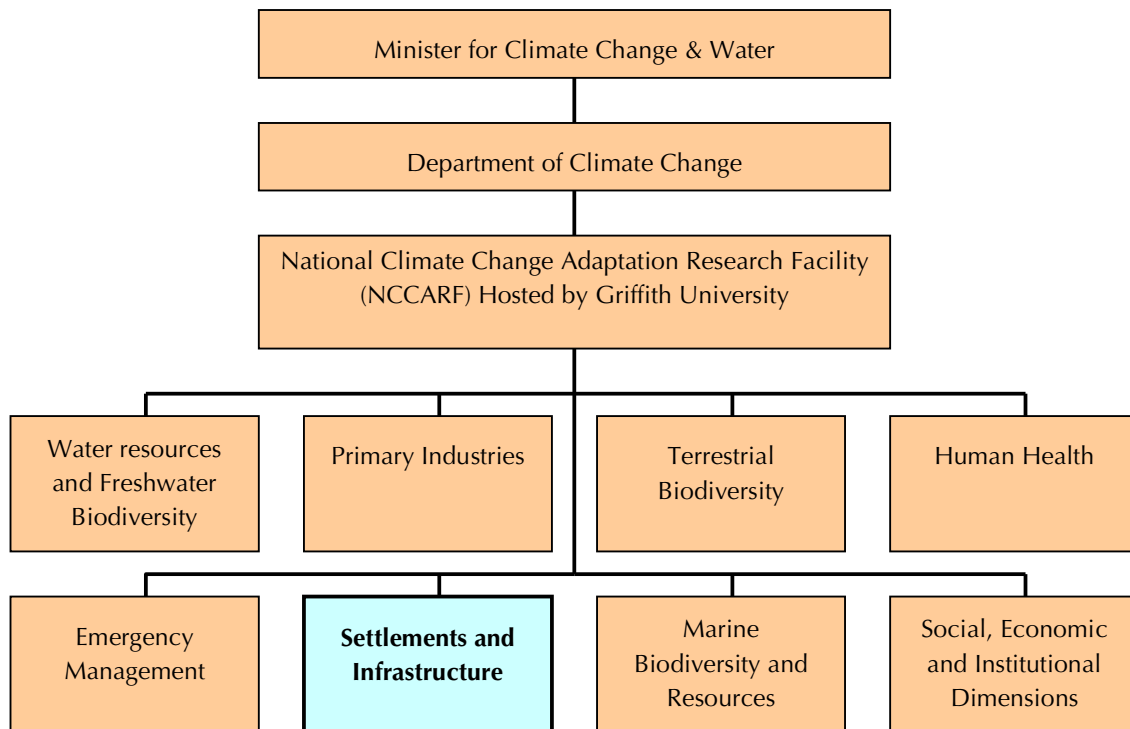 Minister for Climate Change & Water
Department of Climate Change
National Climate Change Adaptation Research Facility
(NCCARF) Hosted by Griffith University
Water resources
and Freshwater
Biodiversity
Primary Industries
Terrestrial
Biodiversity
Human Health
Emergency
Management
Settlements and
Infrastructure
Marine
Biodiversity and
Resources
Social, Economic
and Institutional
Dimensions